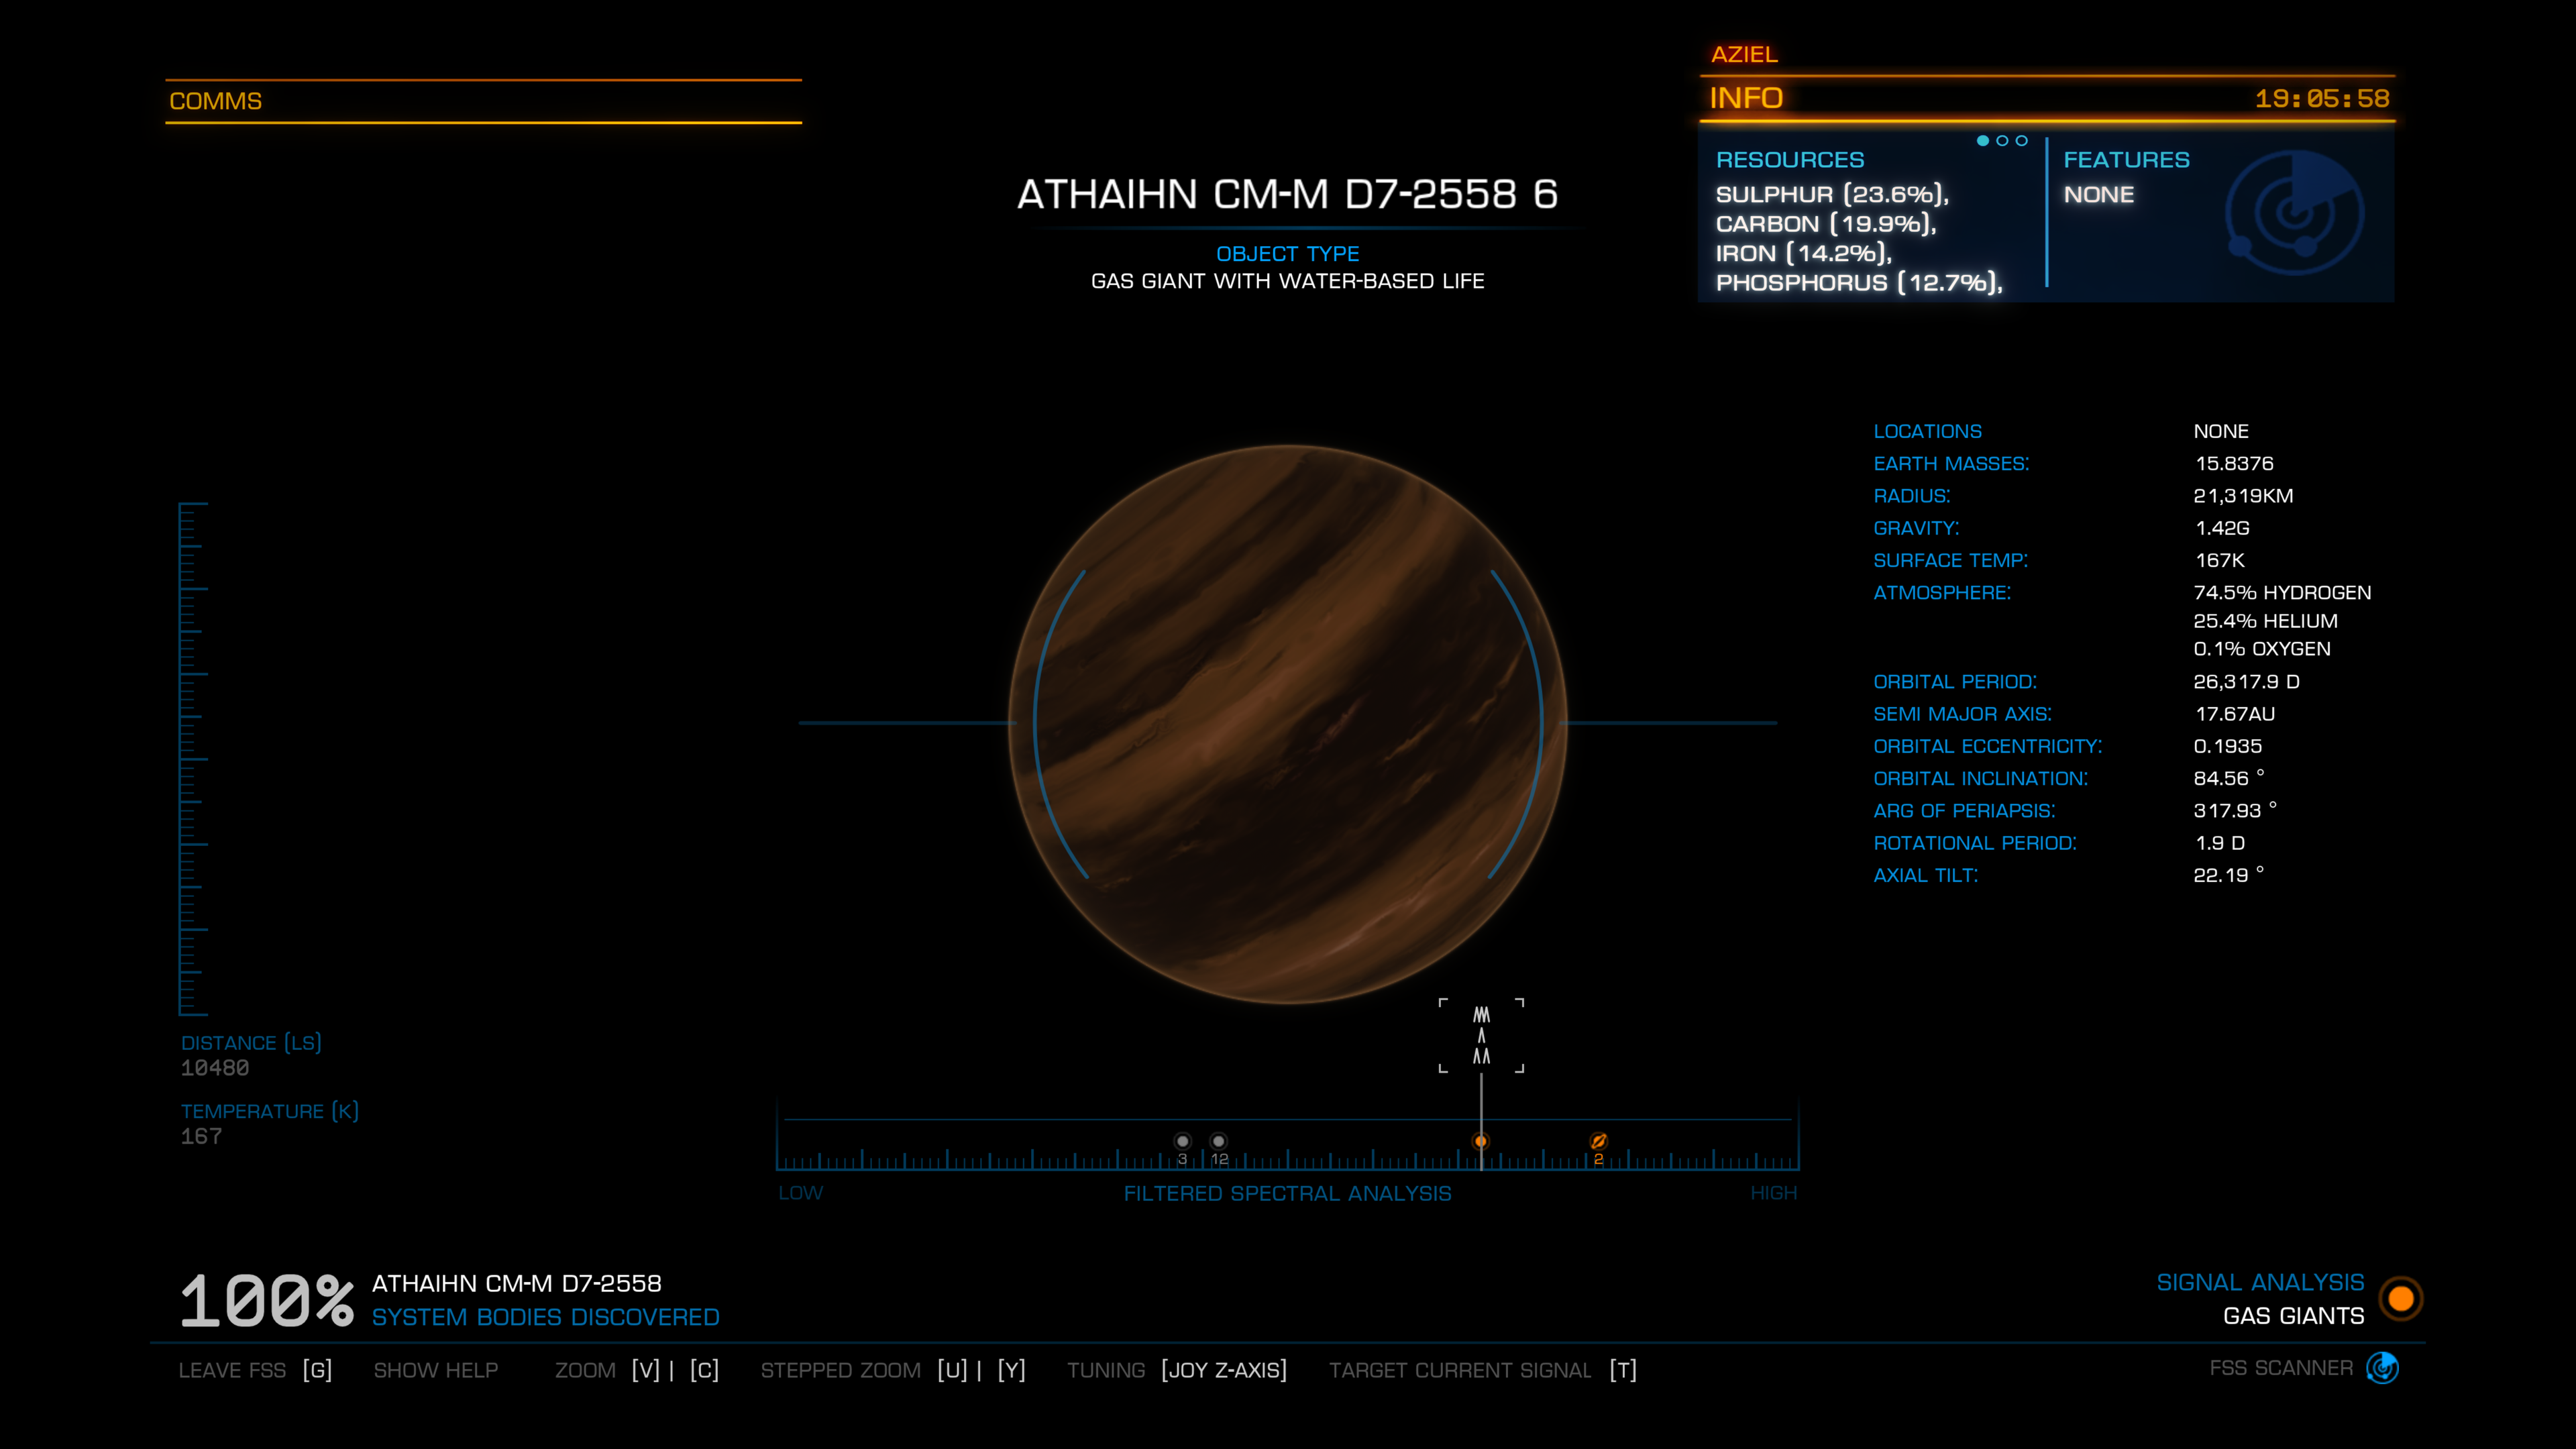 AZIEL
COMMS
INFO 19:05:58
RESOURCES
SULPHUR (23.6%),
CARBON (19.9%),
IRON (14.2%),
PHOSPHORUS (12.7%),
FEATURES
NONE
ATHAIHN CM-M D7-2558 6
OBJECT TYPE
GAS GIANT WITH WATER-BASED LIFE
LOCATIONS NONE
EARTH MASSES: 15.8376
RADIUS: 21,319KM
GRAVITY: 1.42G
SURFACE TEMP: 167K
ATMOSPHERE: 74.5% HYDROGEN
25.4% HELIUM
0.1% OXYGEN
ORBITAL PERIOD: 26,317.9 D
SEMI MAJOR AXIS: 17.67AU
ORBITAL ECCENTRICITY: 0.1935
ORBITAL INCLINATION: 84.56 °
ARG OF PERIAPSIS: 317.93 °
ROTATIONAL PERIOD: 1.9 D
AXIAL TILT: 22.19 °
DISTANCE (LS)
10480
TEMPERATURE (K)
167
3 12 2
LOW FILTERED SPECTRAL ANALYSIS HIGH
100% ATHAIHN CM-M D7-2558
SYSTEM BODIES DISCOVERED
SIGNAL ANALYSIS
GAS GIANTS
LEAVE FSS [G] SHOW HELP ZOOM [V] | [C] STEPPED ZOOM [U] | [Y] TUNING [JOY Z-AXIS] TARGET CURRENT SIGNAL [T] FSS SCANNER